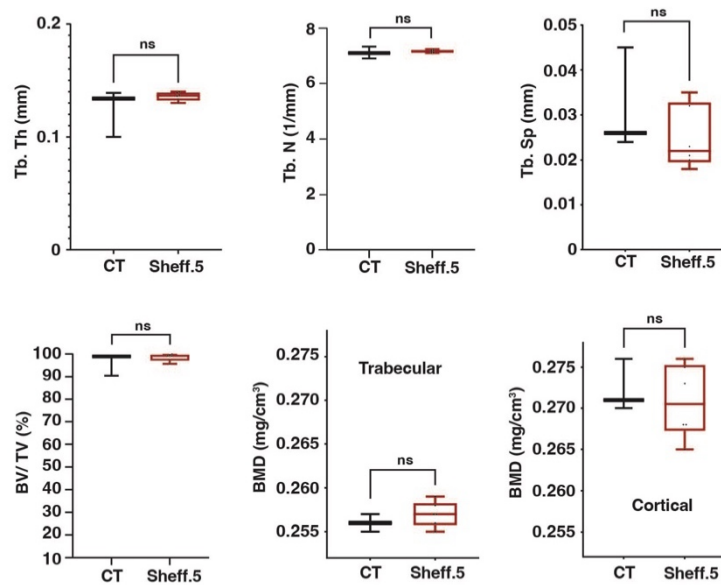 ns
Tb. Th (mm)
0.2
0.1
0
CT Sheff.5
ns
Tb. N (1/mm)
8
6
4
2
0
CT Sheff.5
ns
Tb. Sp (mm)
0.05
0.04
0.03
0.02
0.01
0
CT Sheff.5
ns
BV/ TV (%)
100
90
80
70
60
50
40
30
20
10
CT Sheff.5
Trabecular
ns
BMD (mg/cm³)
0.275
0.270
0.265
0.260
0.255
CT Sheff.5
ns
BMD (mg/cm³)
0.275
0.270
0.265
0.260
0.255
Cortical
CT Sheff.5